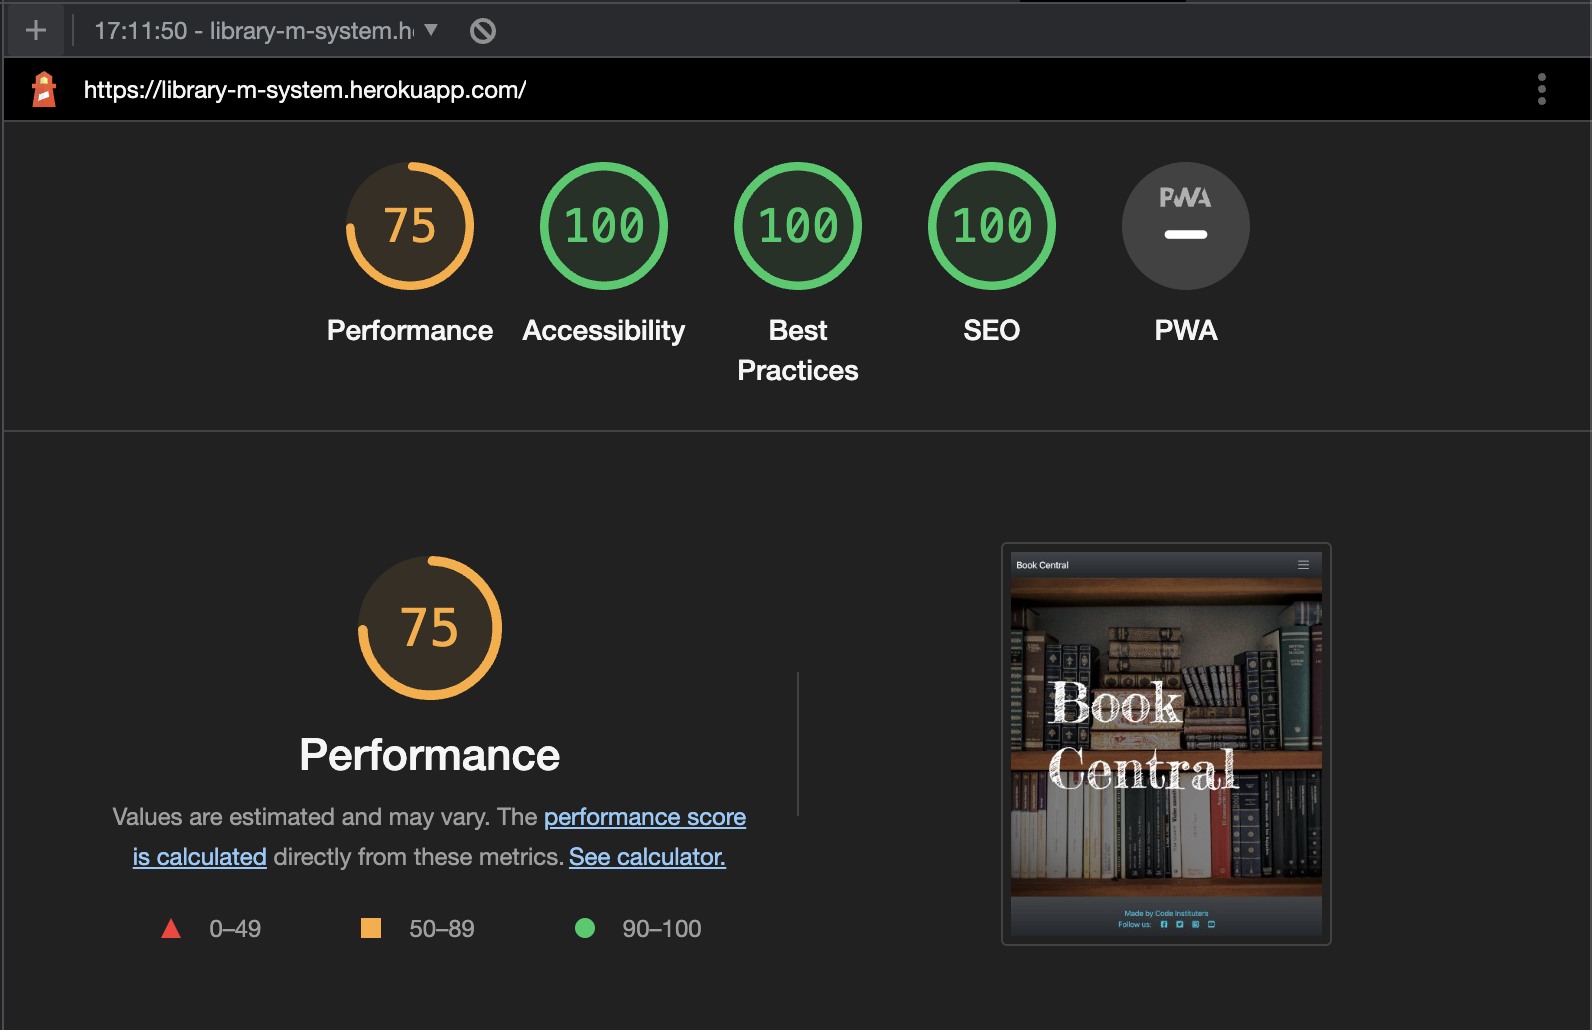 17:11:50 - library-m-system.h
https://library-m-system.herokuapp.com/
75
100
100
100
PWA
Performance
Accessibility
Best
Practices
SEO
PWA
75
Performance
Values are estimated and may vary. The performance score
is calculated directly from these metrics. See calculator.
0–49
50–89
90–100
Book Central
Book
Central
Made by Code Instituters
Follow us: